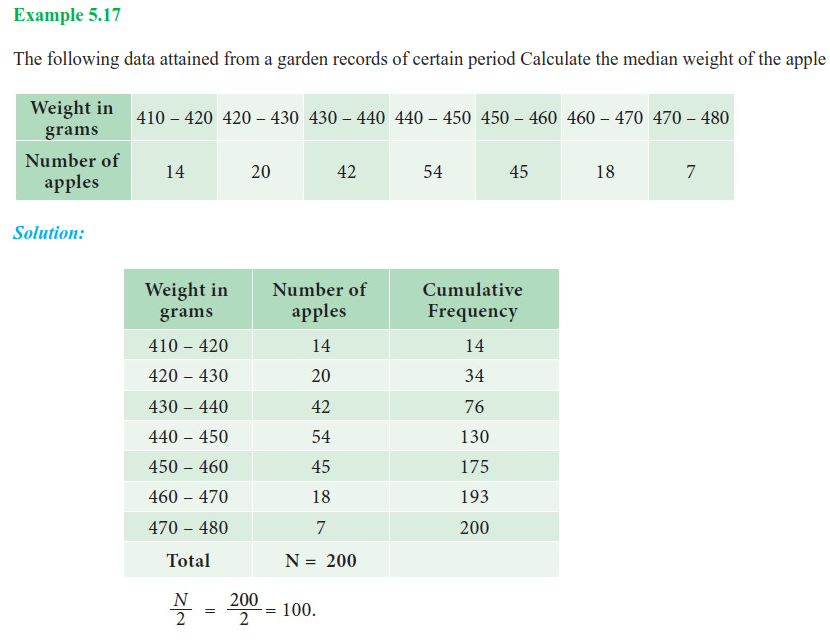 Example 5.17
The following data attained from a garden records of certain period Calculate the median weight of the apple
Weight in grams 410 – 420 420 – 430 430 – 440 440 – 450 450 – 460 460 – 470 470 – 480
Number of apples 14 20 42 54 45 18 7
Solution:
Weight in grams Number of apples Cumulative Frequency
410 – 420 14 14
420 – 430 20 34
430 – 440 42 76
440 – 450 54 130
450 – 460 45 175
460 – 470 18 193
470 – 480 7 200
Total N = 200
N/2 = 200/2 = 100.